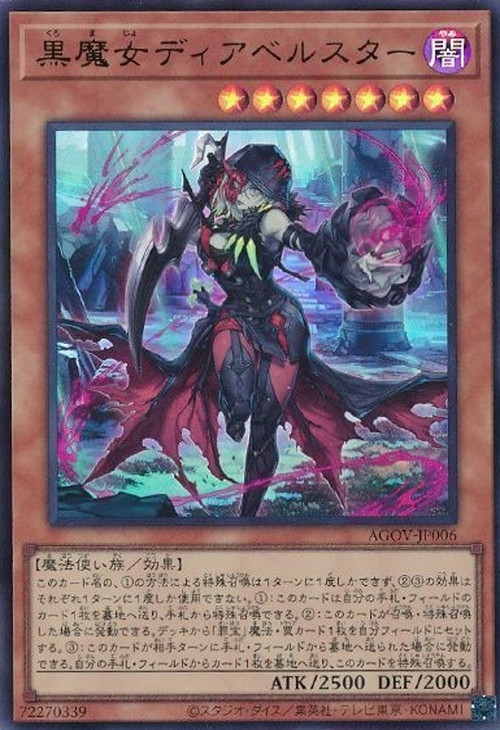 黒魔女ディアベルスター
闇
AGOV-JP006
【魔法使い族／効果】
このカード名の、①の方法による特殊召喚は1ターンに1度しかできず、②③の効果は
それぞれ1ターンに1度しか使用できない。①：このカードは自分の手札・フィールドの
カード1枚を墓地へ送り、手札から特殊召喚できる。②：このカードが召喚・特殊召喚
した場合に発動できる。デッキから「罪宝」魔法・罠カード1枚を自分フィールドにセット
する。③：このカードが相手ターンに手札・フィールドから墓地へ送られた場合に発動で
きる。自分の手札・フィールドからカード1枚を墓地へ送り、このカードを特殊召喚する。
ATK/2500 DEF/2000
72270339
©スタジオ・ダイス／集英社・テレビ東京・KONAMI